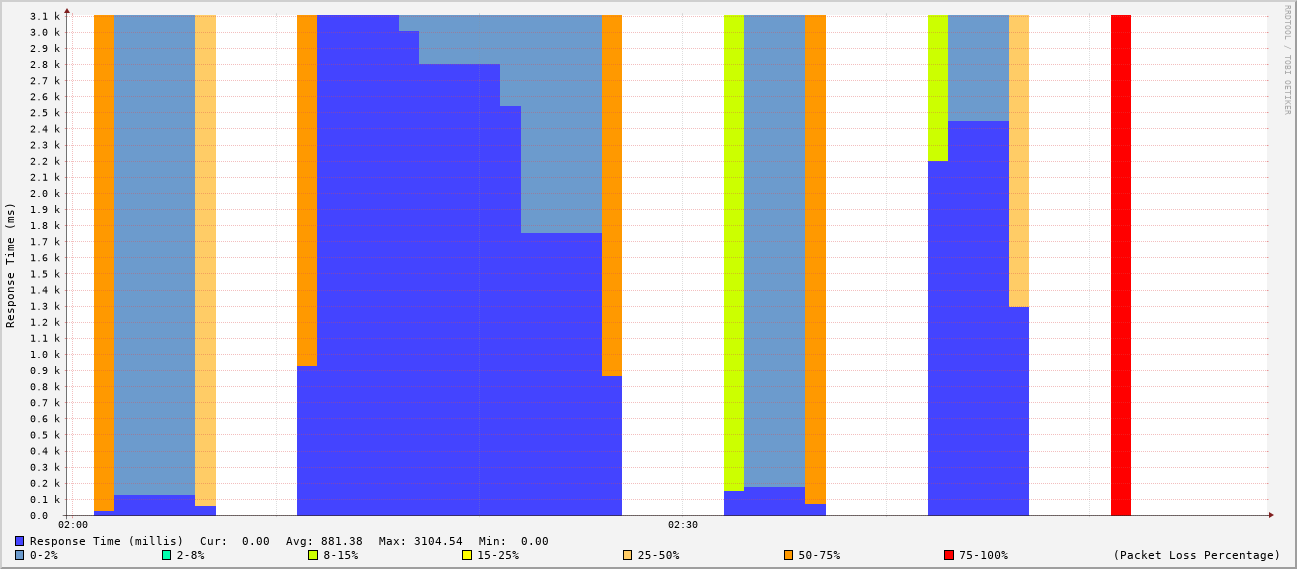 RRDTOOL / TOBI OETIKER
Response Time (ms)
3.1 k
3.0 k
2.9 k
2.8 k
2.7 k
2.6 k
2.5 k
2.4 k
2.3 k
2.2 k
2.1 k
2.0 k
1.9 k
1.8 k
1.7 k
1.6 k
1.5 k
1.4 k
1.3 k
1.2 k
1.1 k
1.0 k
0.9 k
0.8 k
0.7 k
0.6 k
0.5 k
0.4 k
0.3 k
0.2 k
0.1 k
0.0
02:00 02:30
Response Time (millis) Cur: 0.00 Avg: 881.38 Max: 3104.54 Min: 0.00
0-2% 2-8% 8-15% 15-25% 25-50% 50-75% 75-100% (Packet Loss Percentage)